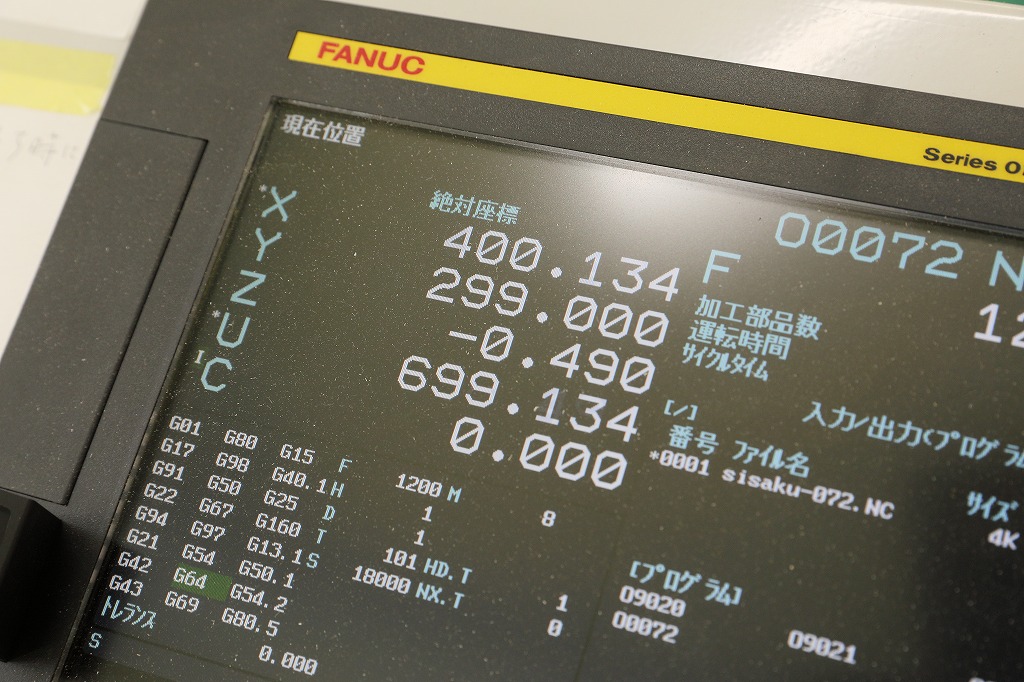 FANUC
Series 0
現在位置
絶対座標
O0072 N
*X 400.134 F 12
Y 299.000 加工部品数
Z -0.490 運転時間
サイクルタイム
*U 699.134
I C 0.000
[/] 入力/出力(プログラム
番号 ファイル名 サイズ
*0001 sisaku-072.NC 4K
G01 G80 G15 F 1200 M 8
G17 G98 G40.1 H 1
G91 G50 G25 D 1
G22 G67 G160 T 101 HD.T 1
G94 G97 G13.1 S 18000 NX.T 0
G21 G54 G50.1
G42 G64 G54.2
G43 G69 G80.5
トレランス 0.000
S
[プログラム]
O9020
O0072 O9021